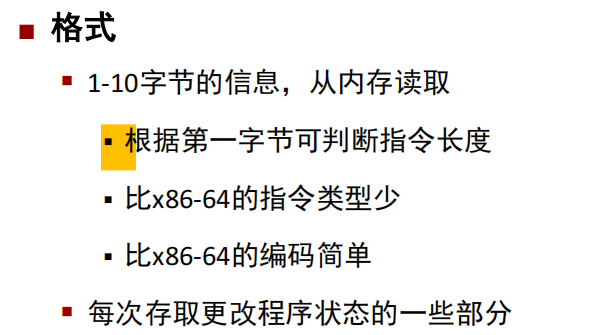 格式
1-10字节的信息，从内存读取
根据第一字节可判断指令长度
比x86-64的指令类型少
比x86-64的编码简单
每次存取更改程序状态的一些部分